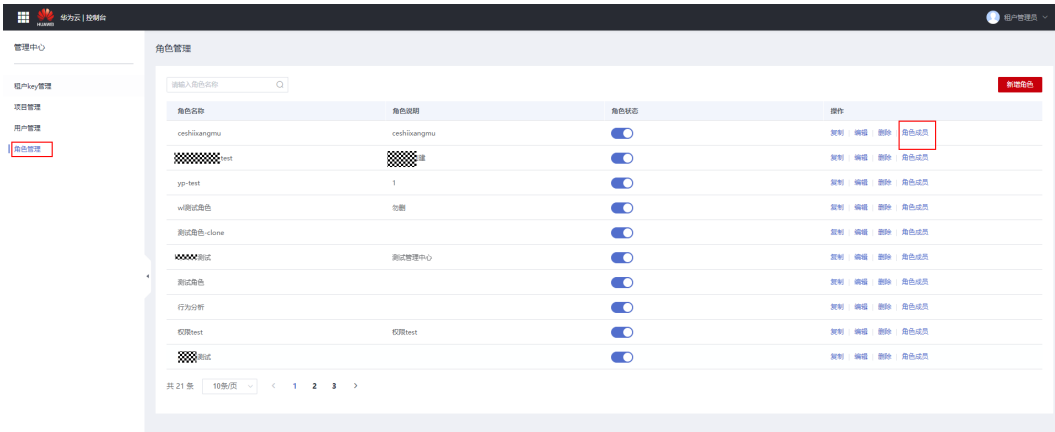 HUAWEI 华为云 | 控制台 租户管理员
管理中心
租户key管理
项目管理
用户管理
角色管理
角色管理
请输入角色名称 新增角色
角色名称 角色说明 角色状态 操作
ceshiixangmu ceshiixangmu 复制 编辑 删除 角色成员
test 建 复制 编辑 删除 角色成员
yp-test 1 复制 编辑 删除 角色成员
wl测试角色 勿删 复制 编辑 删除 角色成员
测试角色-clone 复制 编辑 删除 角色成员
测试 测试管理中心 复制 编辑 删除 角色成员
测试角色 复制 编辑 删除 角色成员
行为分析 复制 编辑 删除 角色成员
权限test 权限test 复制 编辑 删除 角色成员
测试 复制 编辑 删除 角色成员
共 21 条 10条/页 < 1 2 3 >